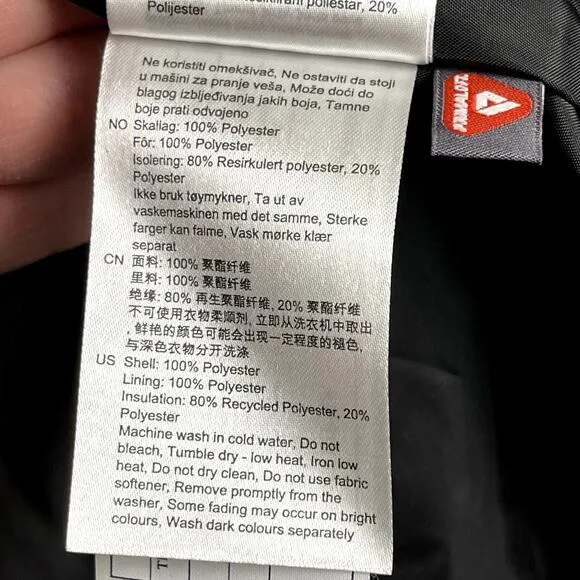 poliestar, 20%
Polijester
Ne koristiti omekšivač, Ne ostaviti da stoji
u mašini za pranje veša, Može doći do
blagog izbljeđivanja jakih boja, Tamne
boje prati odvojeno
NO Skallag: 100% Polyester
Fôr: 100% Polyester
Isolering: 80% Resirkulert polyester, 20%
Polyester
Ikke bruk tøymykner, Ta ut av
vaskemaskinen med det samme, Sterke
farger kan falme, Vask mørke klær
separat
CN 面料: 100% 聚酯纤维
里料: 100% 聚酯纤维
绝缘: 80% 再生聚酯纤维, 20% 聚酯纤维
不可使用衣物柔顺剂, 立即从洗衣机中取出
, 鲜艳的颜色可能会出现一定程度的褪色,
与深色衣物分开洗涤
US Shell: 100% Polyester
Lining: 100% Polyester
Insulation: 80% Recycled Polyester, 20%
Polyester
Machine wash in cold water, Do not
bleach, Tumble dry - low heat, Iron low
heat, Do not dry clean, Do not use fabric
softener, Remove promptly from the
washer, Some fading may occur on bright
colours, Wash dark colours separately
PRIMALOFT